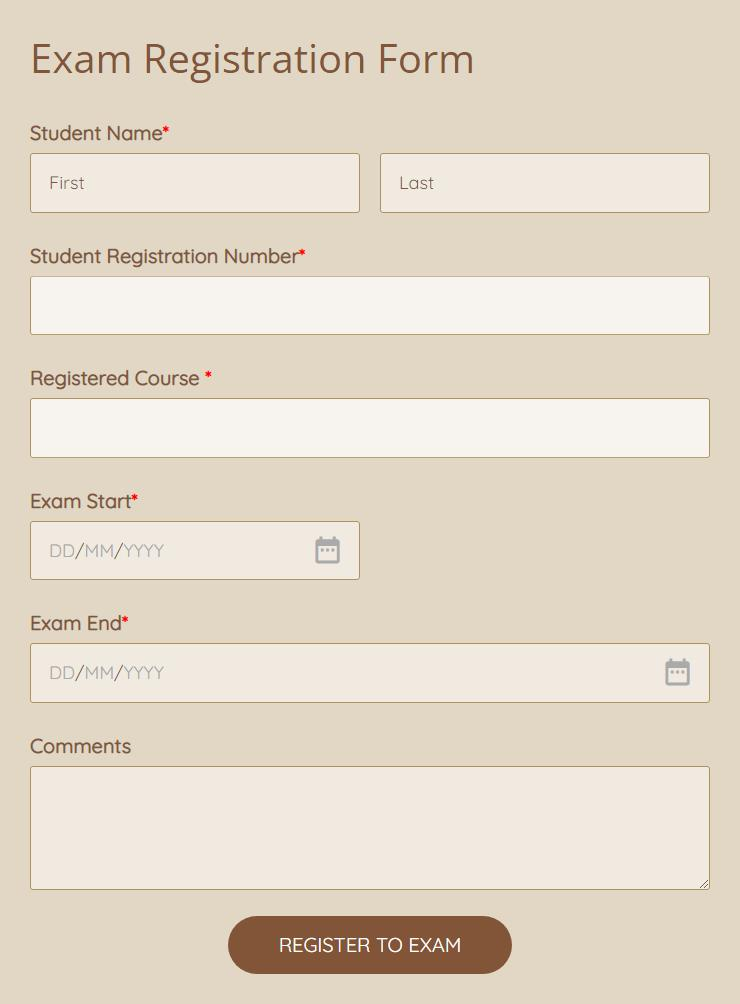 Exam Registration Form
Student Name*
First Last
Student Registration Number*
Registered Course *
Exam Start*
DD/MM/YYYY
Exam End*
DD/MM/YYYY
Comments
REGISTER TO EXAM